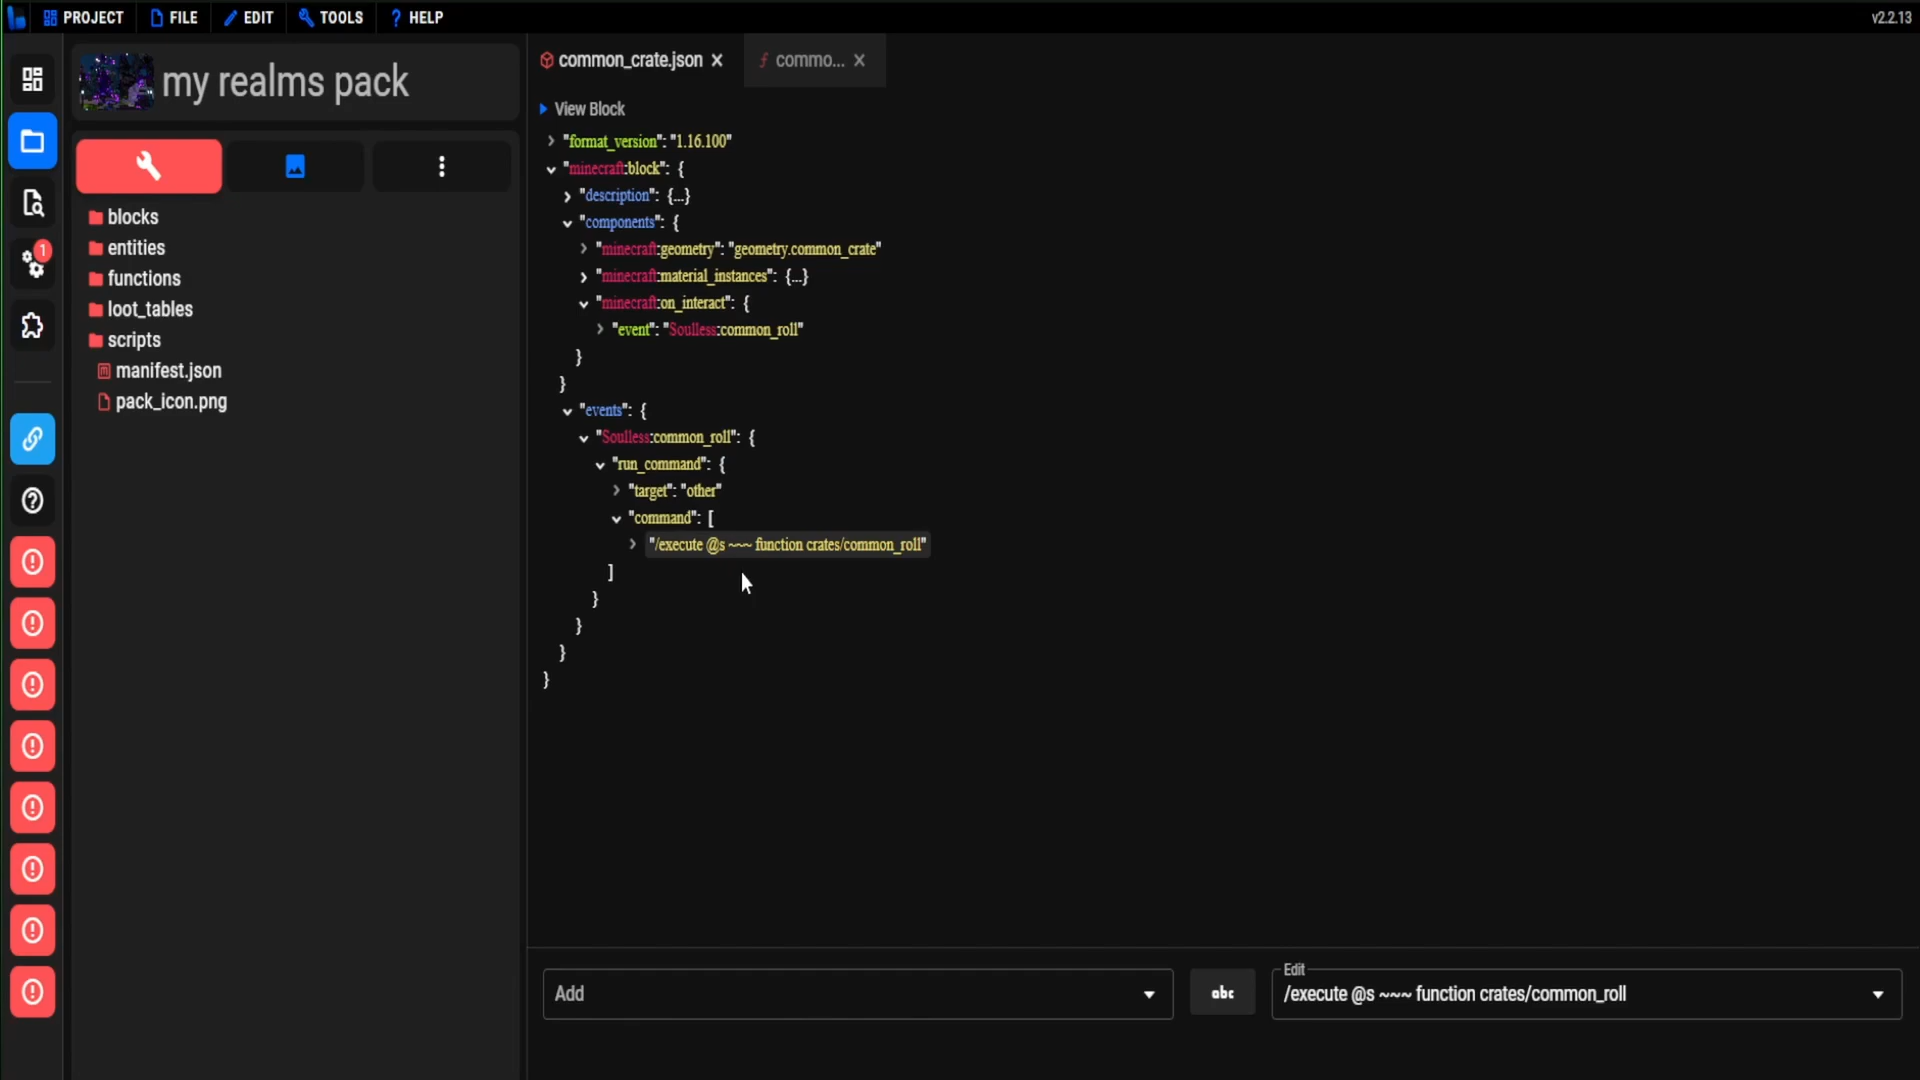 PROJECT FILE EDIT TOOLS ? HELP v2.2.13
my realms pack
common_crate.json × commo... ×
blocks
entities
functions
loot_tables
scripts
manifest.json
pack_icon.png
1
View Block
"format_version": "1.16.100"
"minecraft:block": {
"description": {...}
"components": {
"minecraft:geometry": "geometry.common_crate"
"minecraft:material_instances": {...}
"minecraft:on_interact": {
"event": "Soulless:common_roll"
}
}
"events": {
"Soulless:common_roll": {
"run_command": {
"target": "other"
"command": [
"/execute @s ~~~ function crates/common_roll"
]
}
}
}
}
Add
abc
Edit
/execute @s ~~~ function crates/common_roll